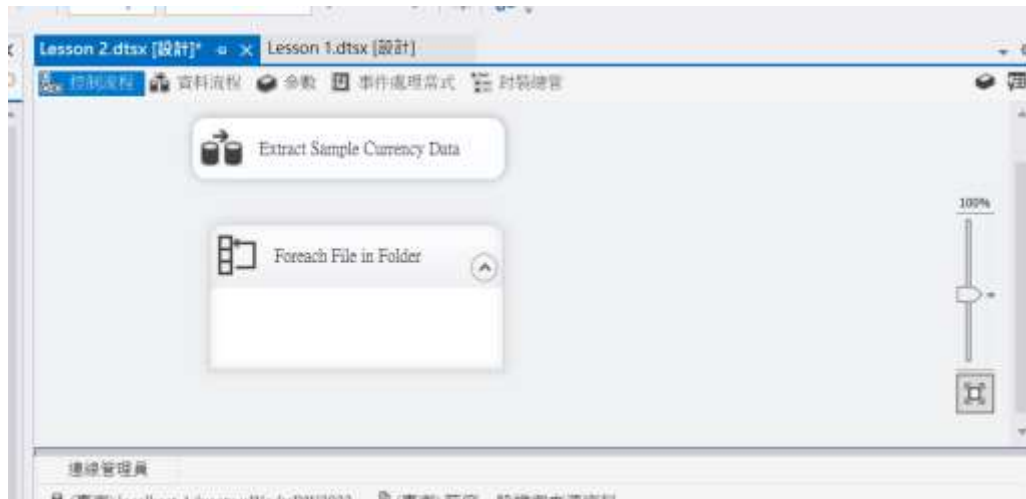 Lesson 2.dtsx [設計]* Lesson 1.dtsx [設計]
控制流程 資料流程 參數 事件處理常式 封裝總管
Extract Sample Currency Data
100%
Foreach File in Folder
連線管理員